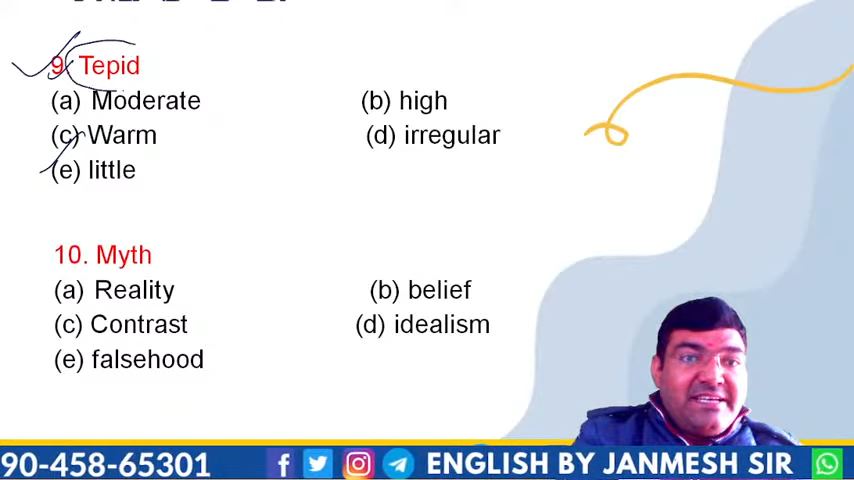 9. Tepid
(a) Moderate (b) high
(c) Warm (d) irregular
(e) little
10. Myth
(a) Reality (b) belief
(c) Contrast (d) idealism
(e) falsehood
90-458-65301 ENGLISH BY JANMESH SIR